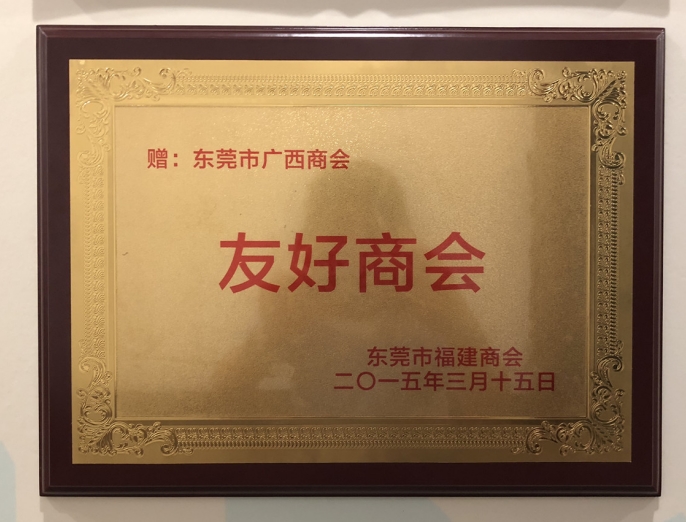 赠：东莞市广西商会
友好商会
东莞市福建商会
二〇一五年三月十五日